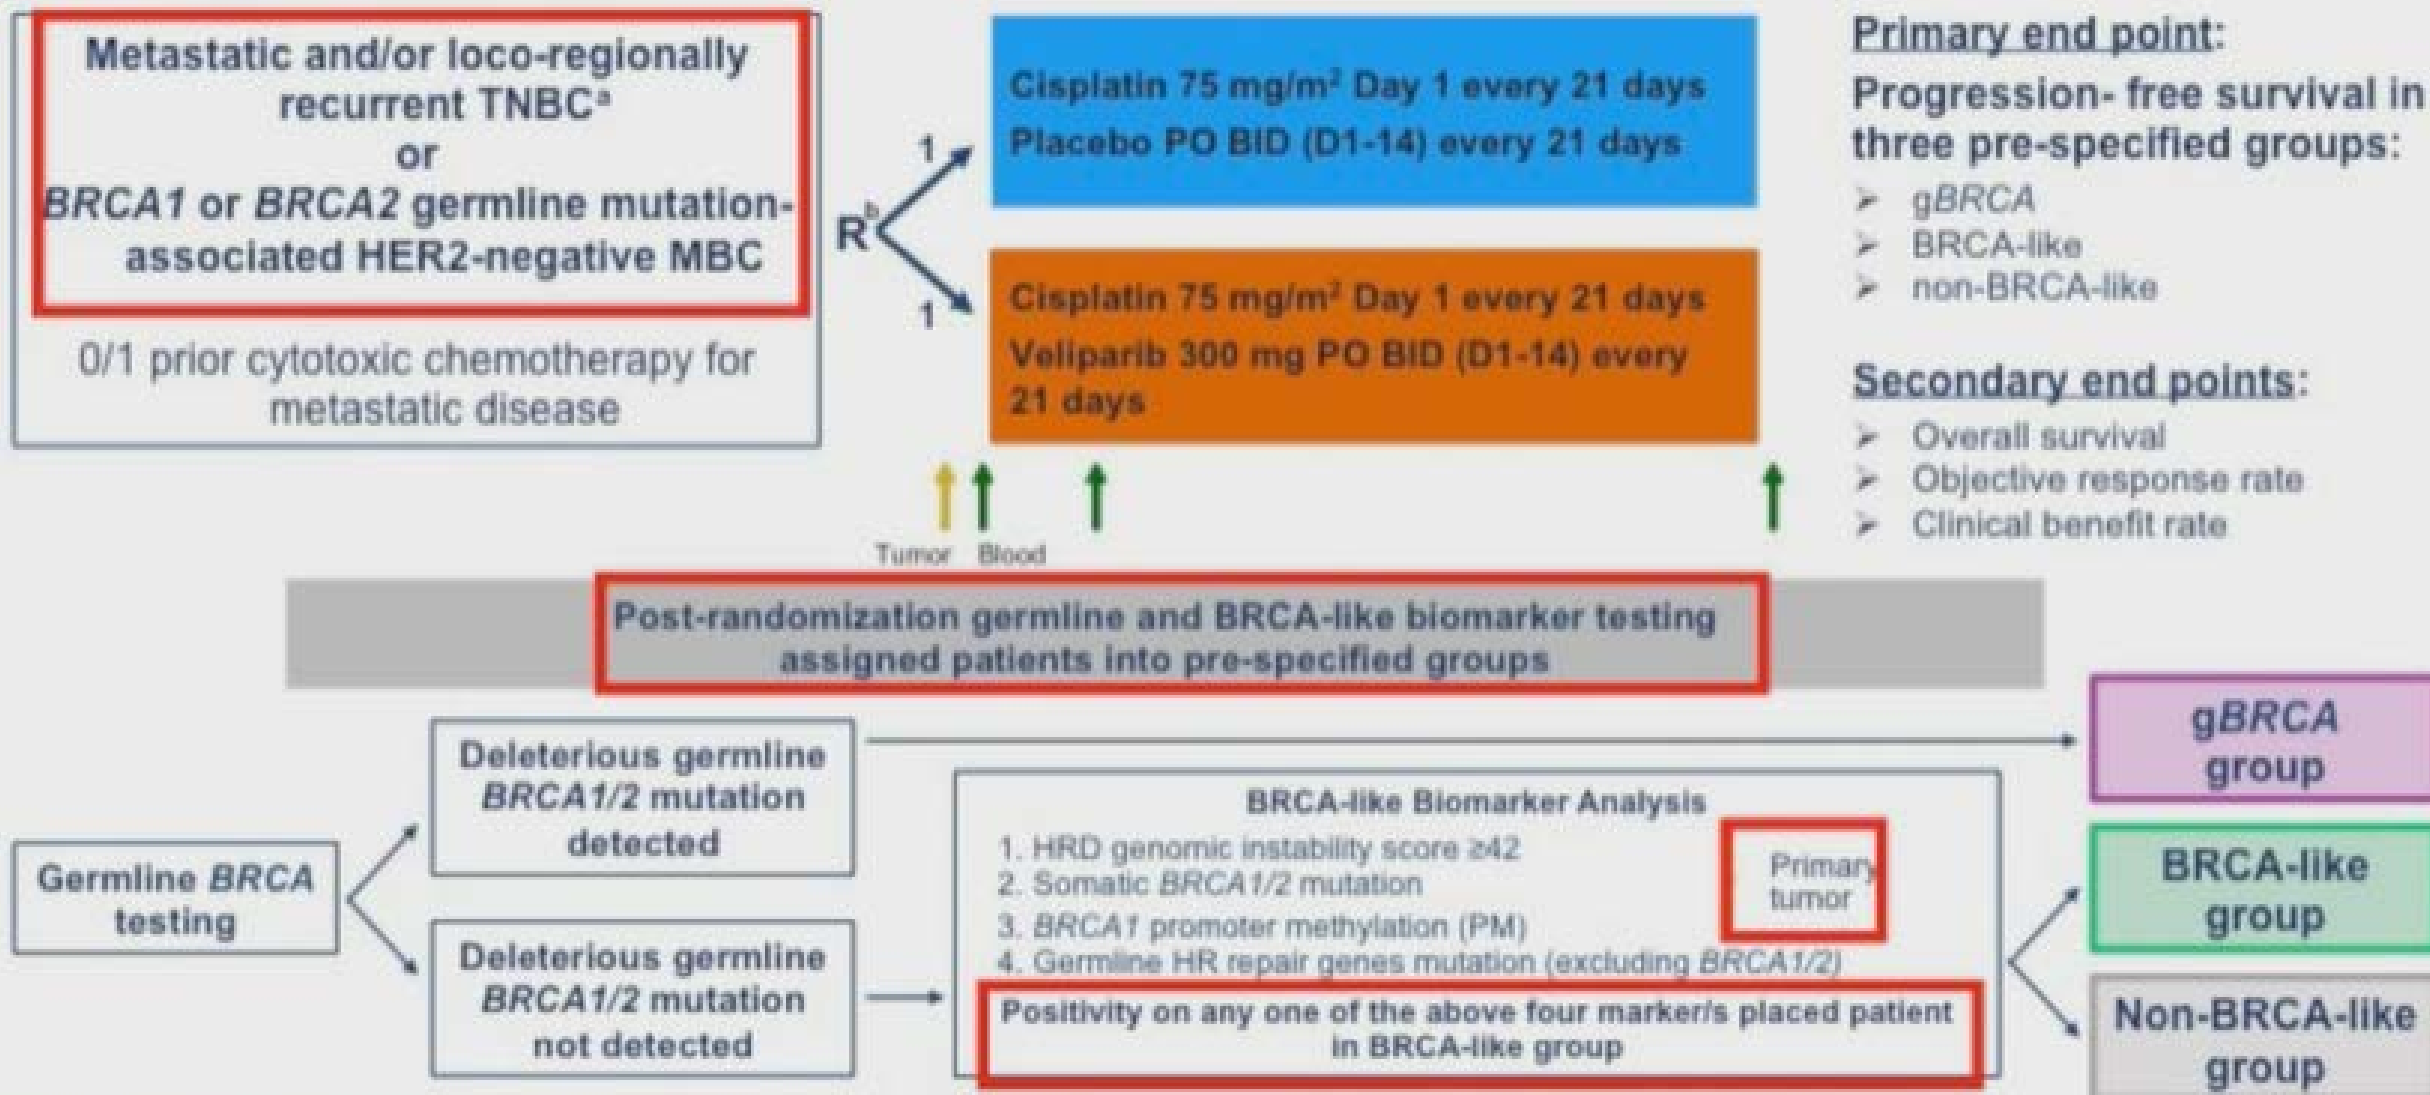 Metastatic and/or loco-regionally
recurrent TNBCª
or
BRCA1 or BRCA2 germline mutation-
associated HER2-negative MBC
0/1 prior cytotoxic chemotherapy for
metastatic disease
Rᵇ
1
1
Cisplatin 75 mg/m² Day 1 every 21 days
Placebo PO BID (D1-14) every 21 days
Cisplatin 75 mg/m² Day 1 every 21 days
Veliparib 300 mg PO BID (D1-14) every
21 days
Primary end point:
Progression- free survival in
three pre-specified groups:
➢ gBRCA
➢ BRCA-like
➢ non-BRCA-like
Secondary end points:
➢ Overall survival
➢ Objective response rate
➢ Clinical benefit rate
Tumor Blood
Post-randomization germline and BRCA-like biomarker testing
assigned patients into pre-specified groups
Germline BRCA
testing
Deleterious germline
BRCA1/2 mutation
detected
Deleterious germline
BRCA1/2 mutation
not detected
BRCA-like Biomarker Analysis
1. HRD genomic instability score ≥42
2. Somatic BRCA1/2 mutation
3. BRCA1 promoter methylation (PM)
4. Germline HR repair genes mutation (excluding BRCA1/2)
Primary
tumor
Positivity on any one of the above four marker/s placed patient
in BRCA-like group
gBRCA
group
BRCA-like
group
Non-BRCA-like
group